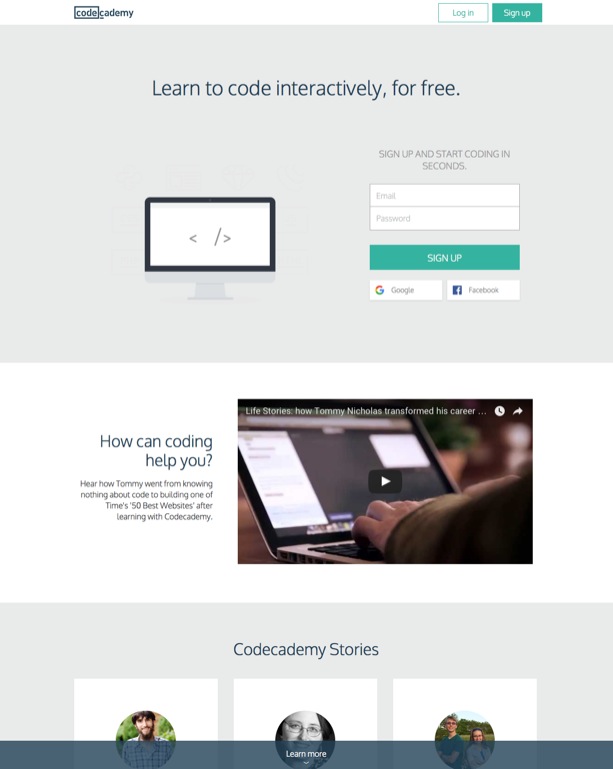 codecademy
Log in
Sign up
Learn to code interactively, for free.
SIGN UP AND START CODING IN
SECONDS.
Email
Password
< />
SIGN UP
Google
Facebook
Life Stories: how Tommy Nicholas transformed his career ...
How can coding
help you?
Hear how Tommy went from knowing
nothing about code to building one of
Time's '50 Best Websites' after
learning with Codecademy.
Codecademy Stories
Learn more